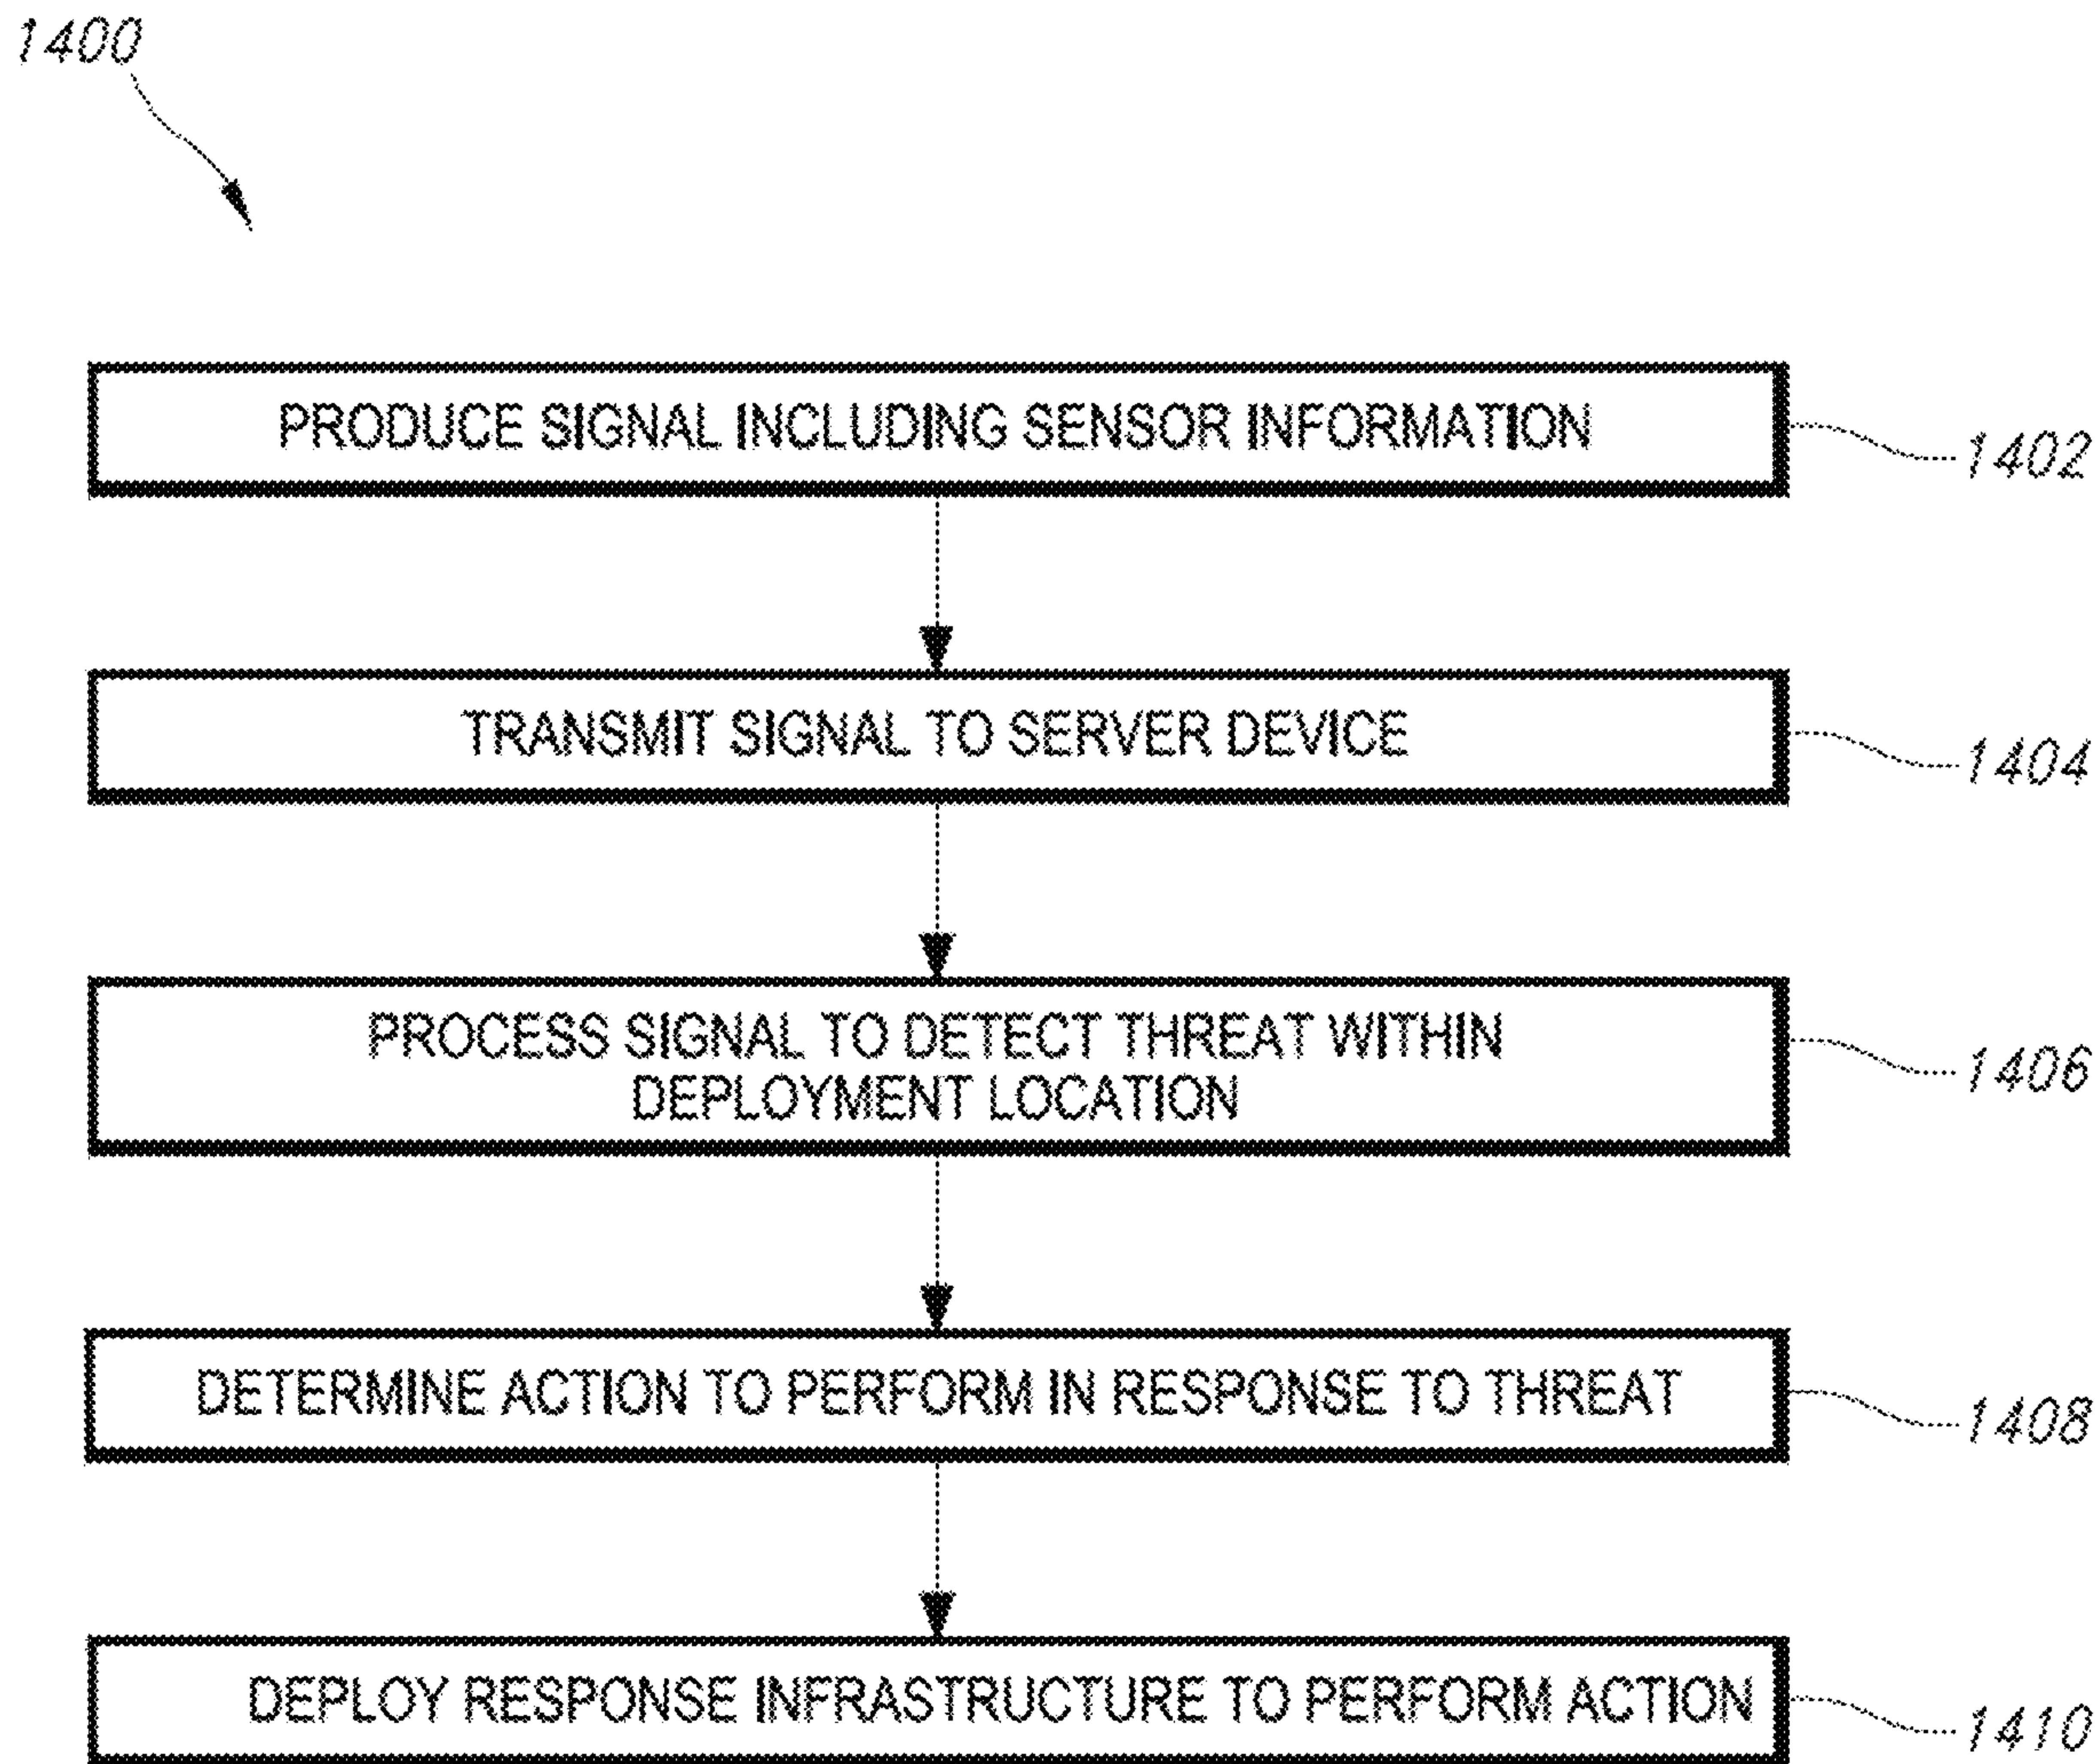 1400
PRODUCE SIGNAL INCLUDING SENSOR INFORMATION
1402
TRANSMIT SIGNAL TO SERVER DEVICE
1404
PROCESS SIGNAL TO DETECT THREAT WITHIN
DEPLOYMENT LOCATION
1406
DETERMINE ACTION TO PERFORM IN RESPONSE TO THREAT
1408
DEPLOY RESPONSE INFRASTRUCTURE TO PERFORM ACTION
1410